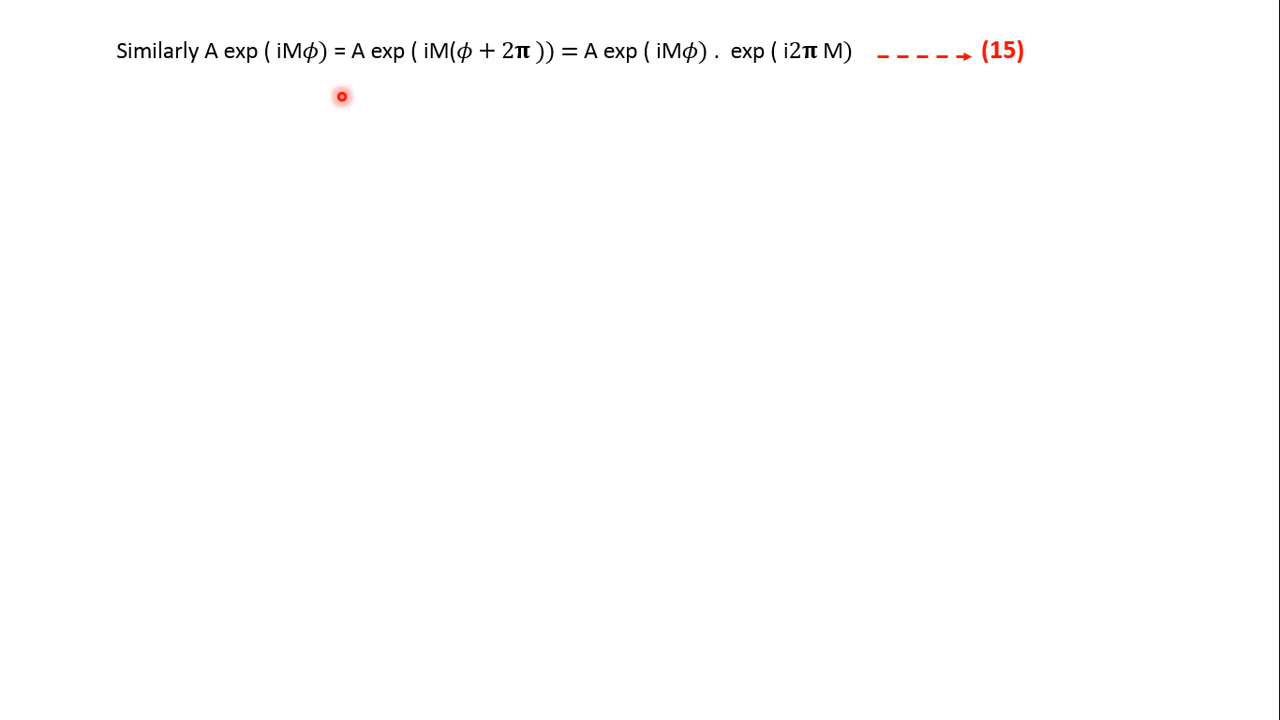 Similarly A exp ( iMϕ) = A exp ( iM(ϕ + 2π )) = A exp ( iMϕ) . exp ( i2π M) (15)